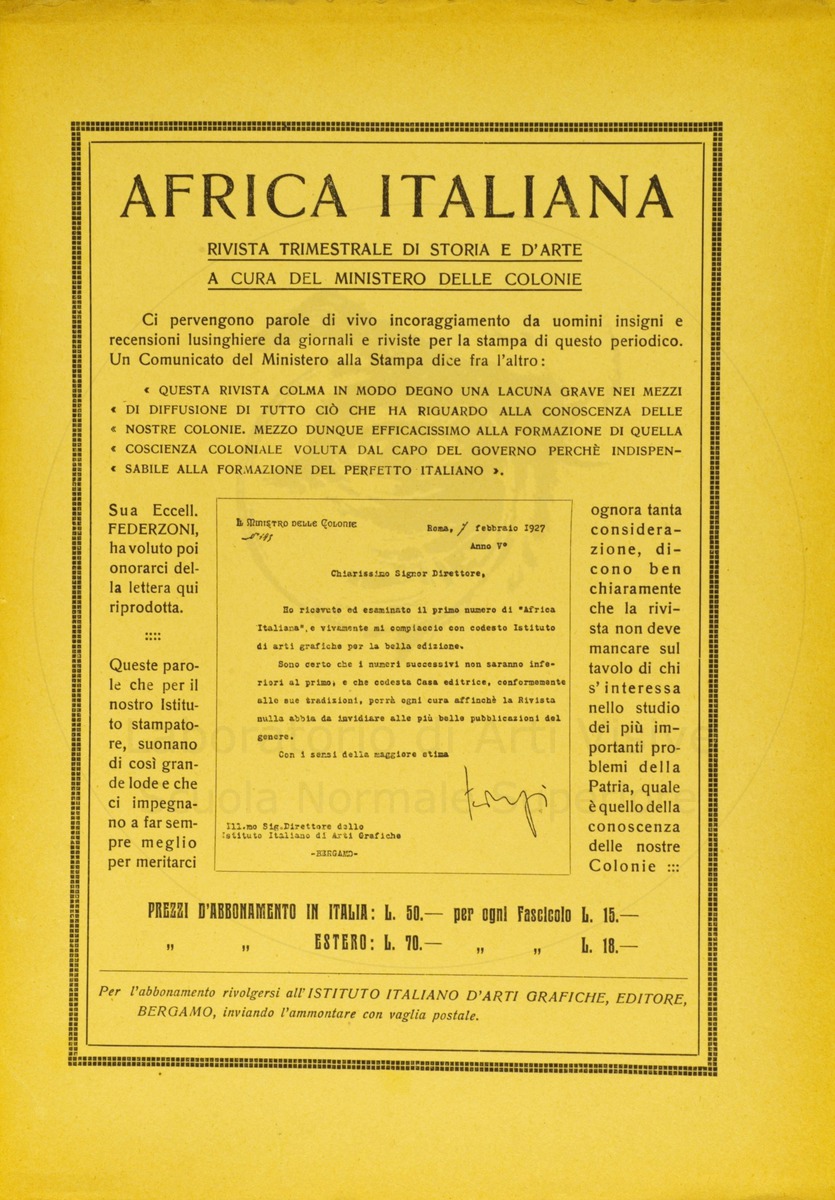 AFRICA ITALIANA
RIVISTA TRIMESTRALE DI STORIA E D'ARTE
A CURA DEL MINISTERO DELLE COLONIE
Ci pervengono parole di vivo incoraggiamento da uomini insigni e
recensioni lusinghiere da giornali e riviste per la stampa di questo periodico.
Un Comunicato del Ministero alla Stampa dice fra l'altro:
« QUESTA RIVISTA COLMA IN MODO DEGNO UNA LACUNA GRAVE NEI MEZZI
« DI DIFFUSIONE DI TUTTO CIÒ CHE HA RIGUARDO ALLA CONOSCENZA DELLE
« NOSTRE COLONIE. MEZZO DUNQUE EFFICACISSIMO ALLA FORMAZIONE DI QUELLA
« COSCIENZA COLONIALE VOLUTA DAL CAPO DEL GOVERNO PERCHÈ INDISPEN-
« SABILE ALLA FORMAZIONE DEL PERFETTO ITALIANO ».
Sua Eccell.
FEDERZONI,
ha voluto poi
onorarci del-
la lettera qui
riprodotta.
::::
Queste paro-
le che per il
nostro Istitu-
to stampato-
re, suonano
di così gran-
de lode e che
ci impegna-
no a far sem-
pre meglio
per meritarci
IL MINISTRO DELLE COLONIE
Roma, febbraio 1927
Anno V°
Chiarissimo Signor Direttore,
Ho ricevuto ed esaminato il primo numero di "Africa
Italiana", e vivamente mi compiaccio con codesto Istituto
di arti grafiche per la bella edizione.
Sono certo che i numeri successivi non saranno infe-
riori al primo; e che codesta Casa editrice, conformemente
alle sue tradizioni, porrà ogni cura affinchè la Rivista
nulla abbia da invidiare alle più belle pubblicazioni del
genere.
Con i sensi della maggiore stima
Ill.mo Sig.Direttore dello
Istituto Italiano di Arti Grafiche
-BERGAMO-
ognora tanta
considera-
zione, di-
cono ben
chiaramente
che la rivi-
sta non deve
mancare sul
tavolo di chi
s'interessa
nello studio
dei più im-
portanti pro-
blemi della
Patria, quale
è quello della
conoscenza
delle nostre
Colonie :::
PREZZI D'ABBONAMENTO IN ITALIA: L. 50.— per ogni Fascicolo L. 15.—
„ „ ESTERO: L. 70.— „ „ L. 18.—
Per l'abbonamento rivolgersi all'ISTITUTO ITALIANO D'ARTI GRAFICHE, EDITORE,
BERGAMO, inviando l'ammontare con vaglia postale.